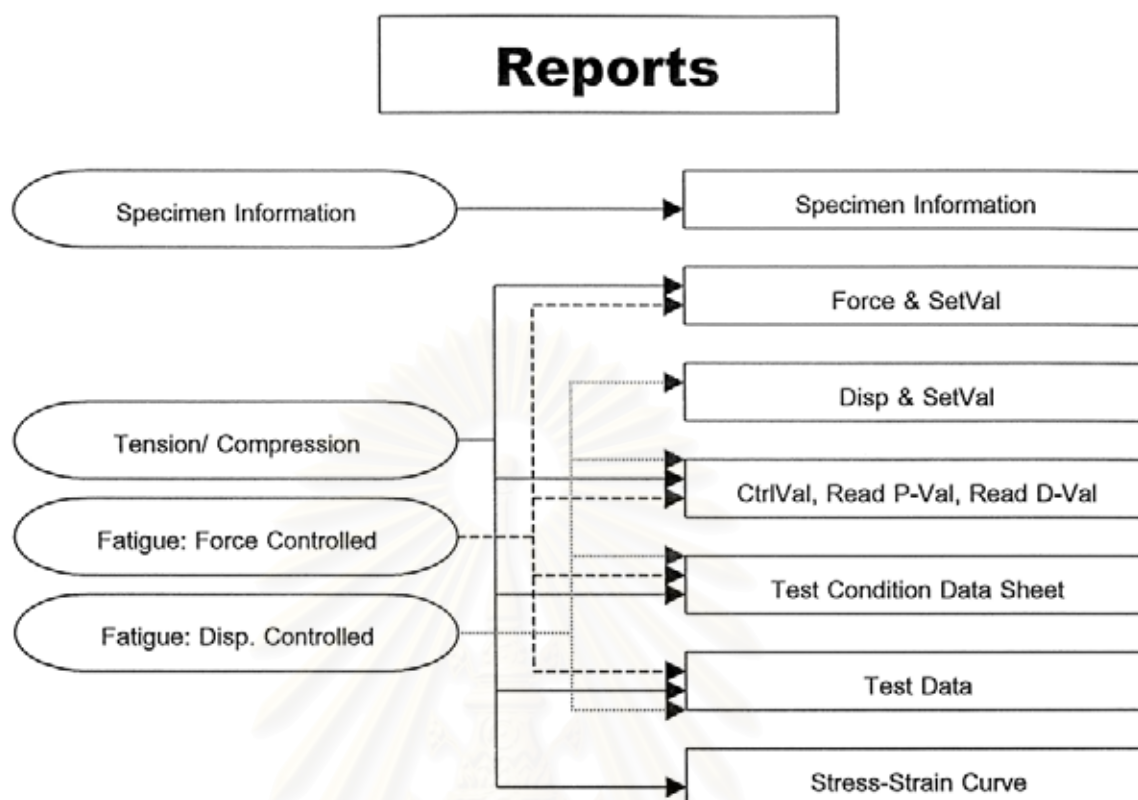 Reports
Specimen Information
Specimen Information
Force & SetVal
Disp & SetVal
Tension/ Compression
CtrlVal, Read P-Val, Read D-Val
Fatigue: Force Controlled
Test Condition Data Sheet
Fatigue: Disp. Controlled
Test Data
Stress-Strain Curve